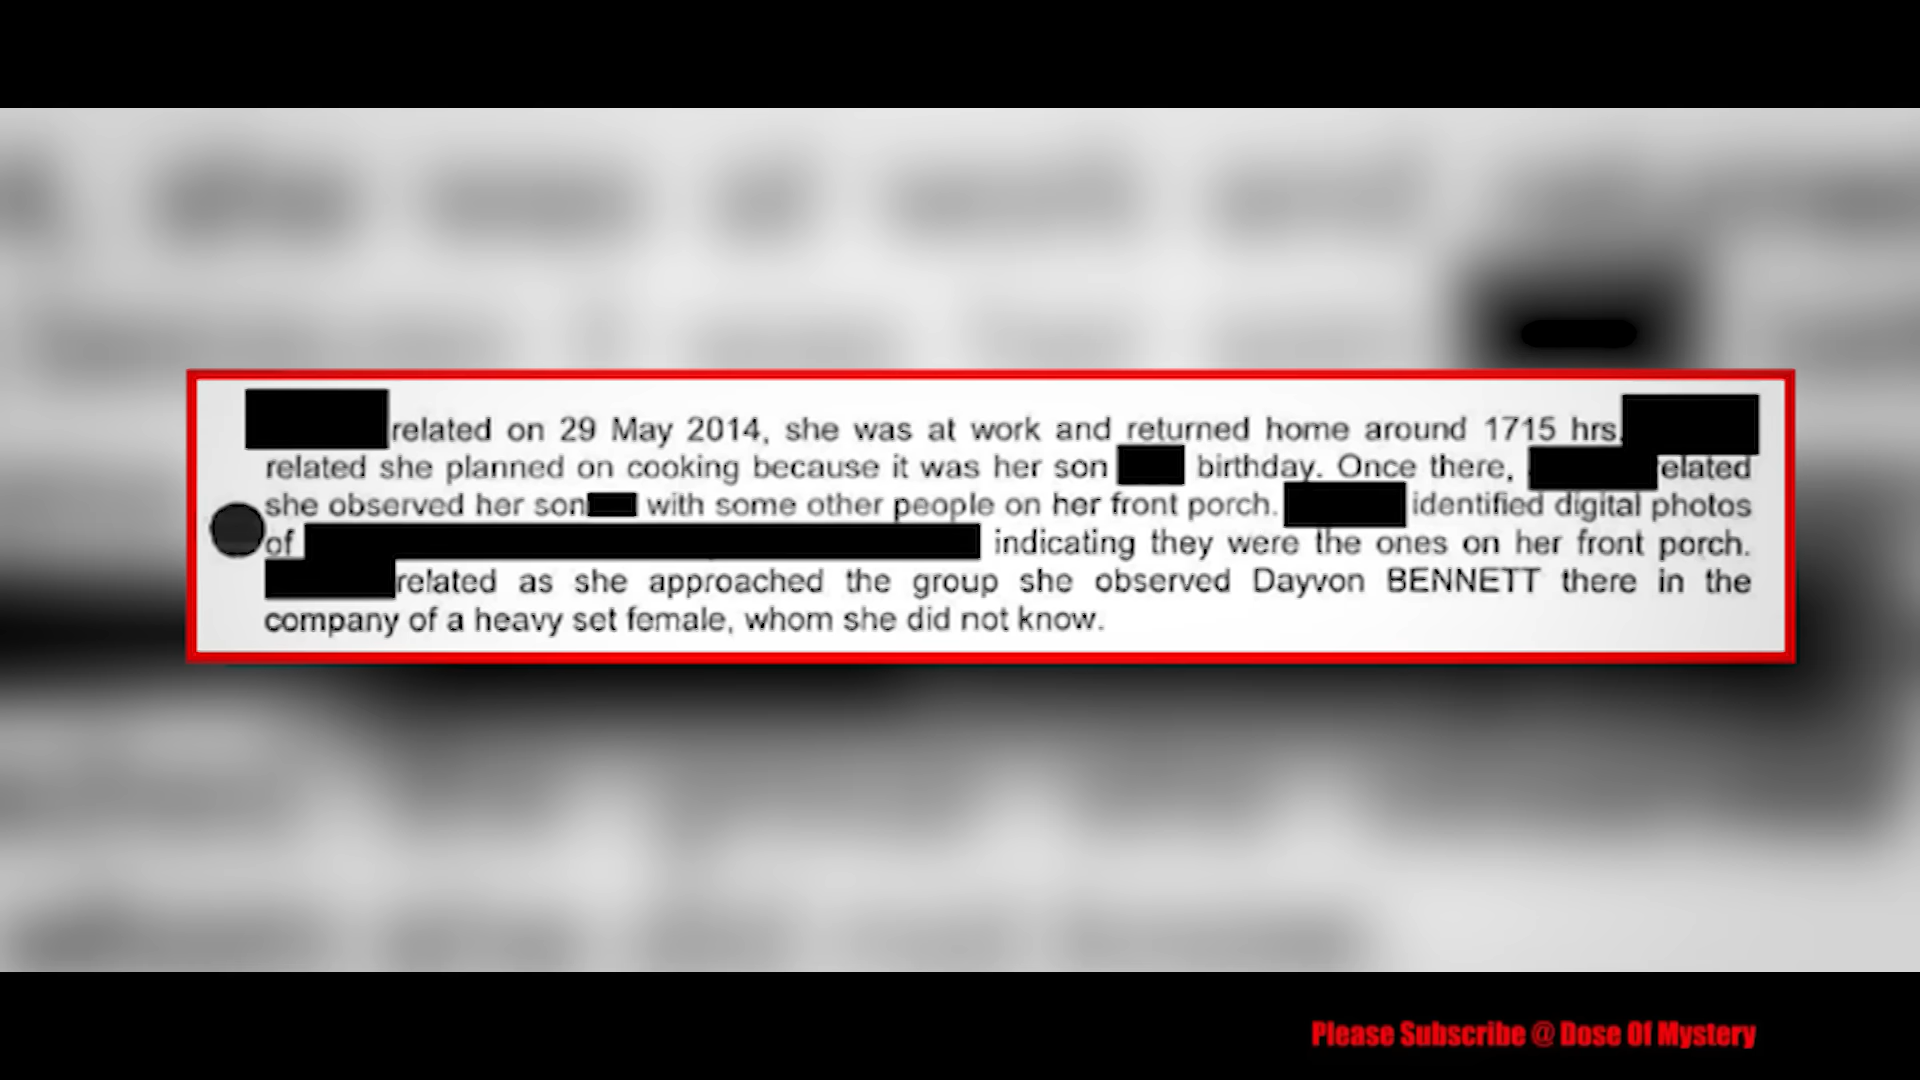 related on 29 May 2014, she was at work and returned home around 1715 hrs.
related she planned on cooking because it was her son birthday. Once there, related
she observed her son with some other people on her front porch. identified digital photos
of indicating they were the ones on her front porch.
related as she approached the group she observed Dayvon BENNETT there in the
company of a heavy set female, whom she did not know.
Please Subscribe @ Dose Of Mystery